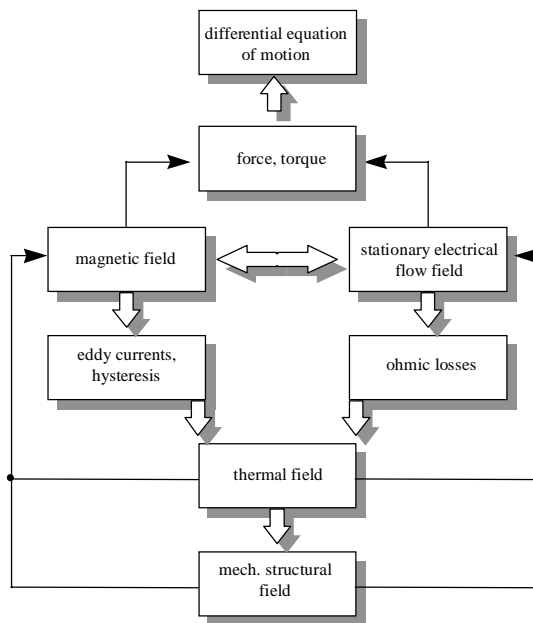 differential equation
of motion
force, torque
magnetic field
stationary electrical
flow field
eddy currents,
hysteresis
ohmic losses
thermal field
mech. structural
field